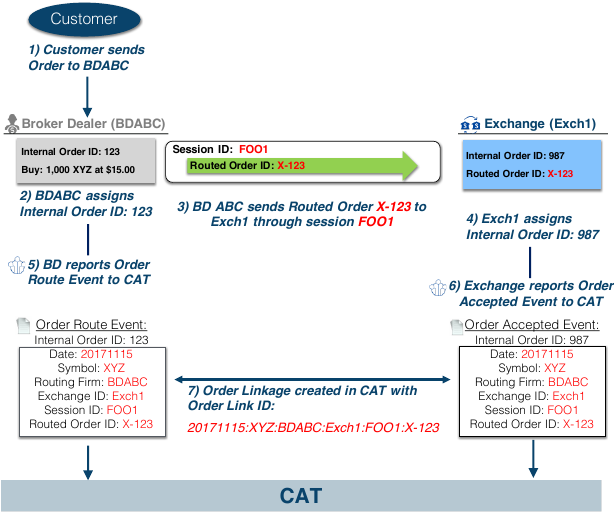 Customer
1) Customer sends
Order to BDABC
Broker Dealer (BDABC)
Exchange (Exch1)
Internal Order ID: 123
Buy: 1,000 XYZ at $15.00
Session ID: FOO1
Routed Order ID: X-123
Internal Order ID: 987
Routed Order ID: X-123
2) BDABC assigns
Internal Order ID: 123
3) BD ABC sends Routed Order X-123 to
Exch1 through session FOO1
4) Exch1 assigns
Internal Order ID: 987
5) BD reports Order
Route Event to CAT
6) Exchange reports Order
Accepted Event to CAT
Order Route Event:
Internal Order ID: 123
Date: 20171115
Symbol: XYZ
Routing Firm: BDABC
Exchange ID: Exch1
Session ID: FOO1
Routed Order ID: X-123
7) Order Linkage created in CAT with
Order Link ID:
20171115:XYZ:BDABC:Exch1:FOO1:X-123
Order Accepted Event:
Internal Order ID: 987
Date: 20171115
Symbol: XYZ
Routing Firm: BDABC
Exchange ID: Exch1
Session ID: FOO1
Routed Order ID: X-123
CAT